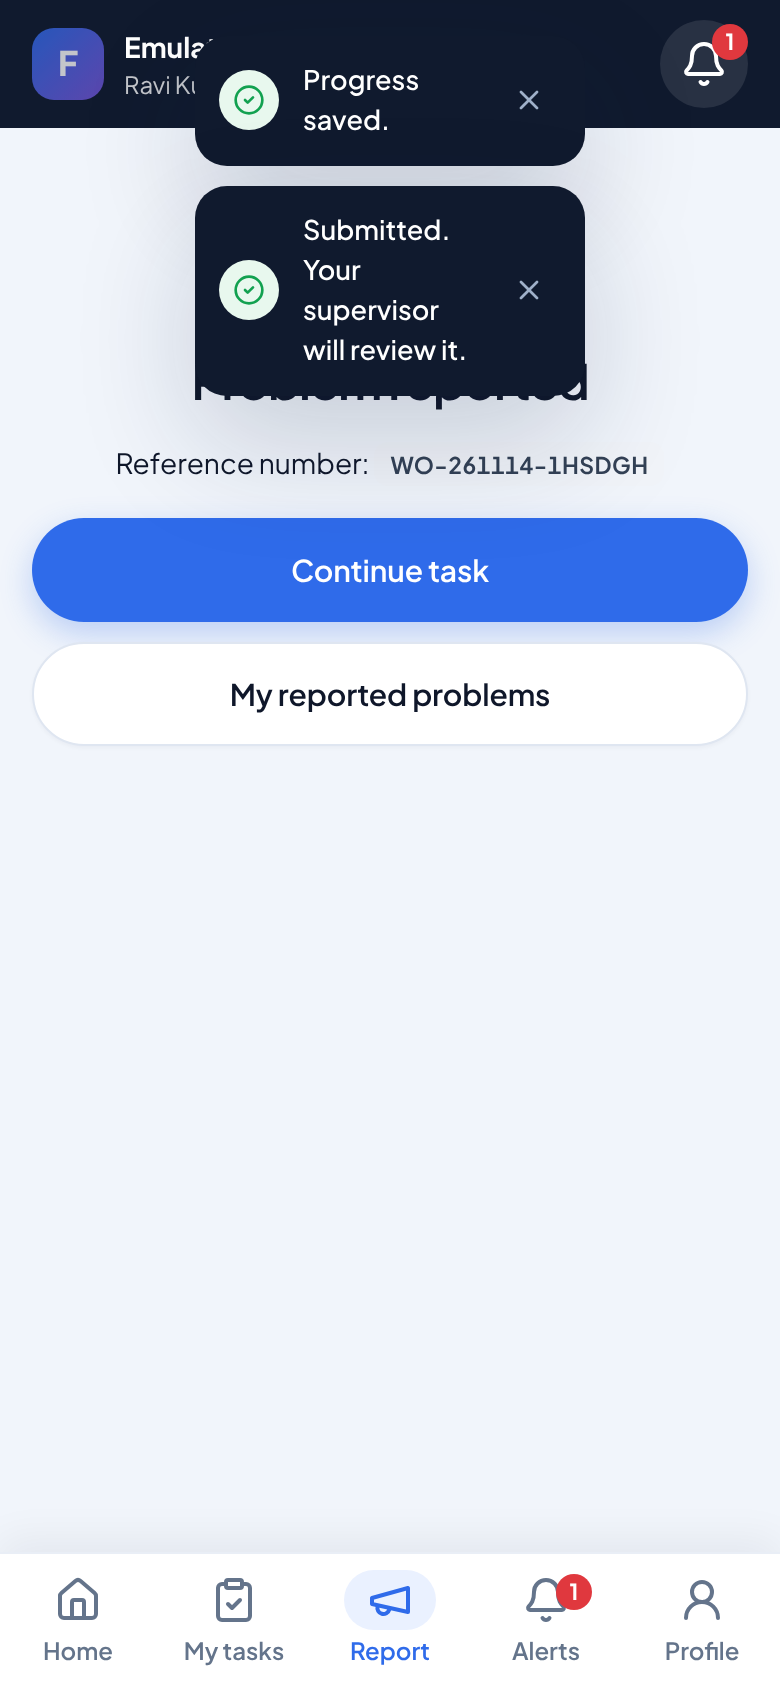 F
1
Progress
saved.
Submitted.
Your
supervisor
will review it.
Reference number: WO-261114-1HSDGH
Continue task
My reported problems
1
Home
My tasks
Report
Alerts
Profile